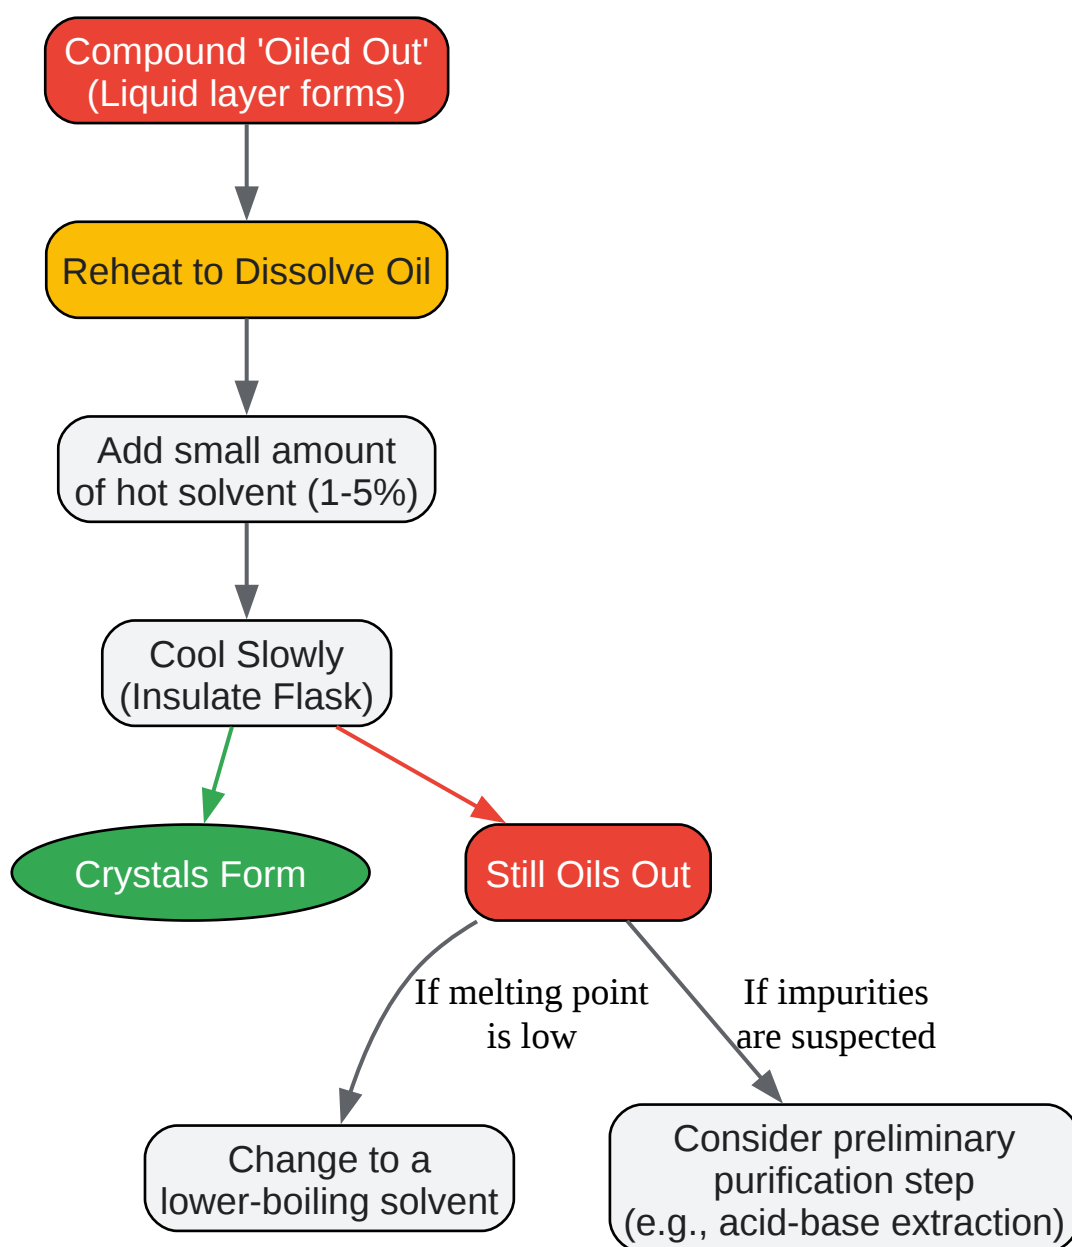 Compound 'Oiled Out'
(Liquid layer forms)
Reheat to Dissolve Oil
Add small amount
of hot solvent (1-5%)
Cool Slowly
(Insulate Flask)
Crystals Form
Still Oils Out
If melting point
is low
If impurities
are suspected
Change to a
lower-boiling solvent
Consider preliminary
purification step
(e.g., acid-base extraction)